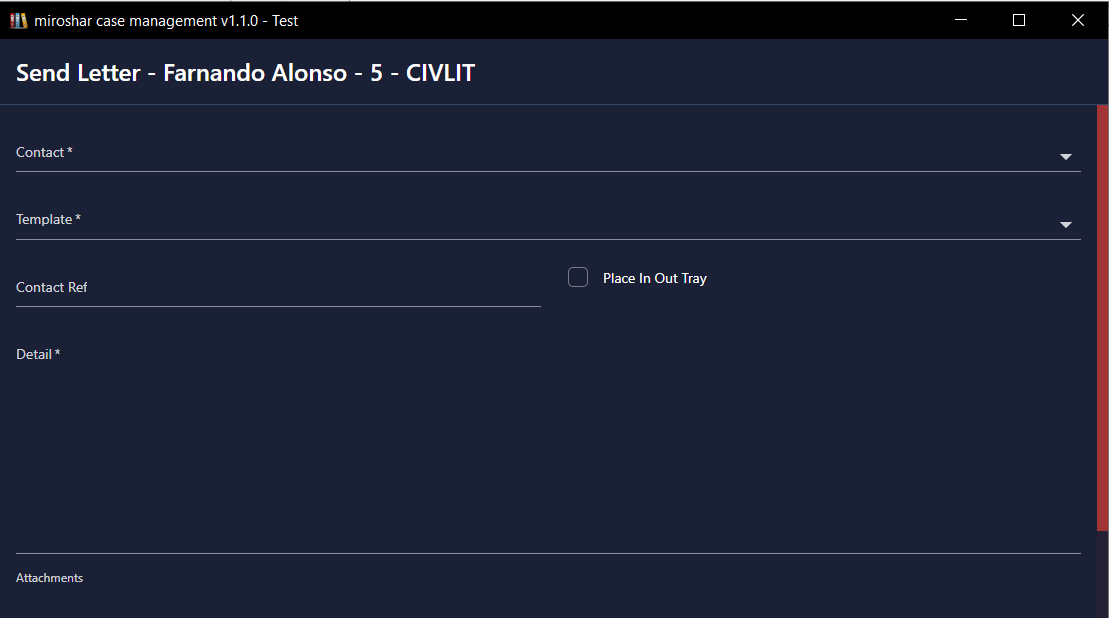 miroshar case management v1.1.0 - Test
Send Letter - Farnando Alonso - 5 - CIVLIT
Contact *
Template *
Contact Ref
Place In Out Tray
Detail *
Attachments